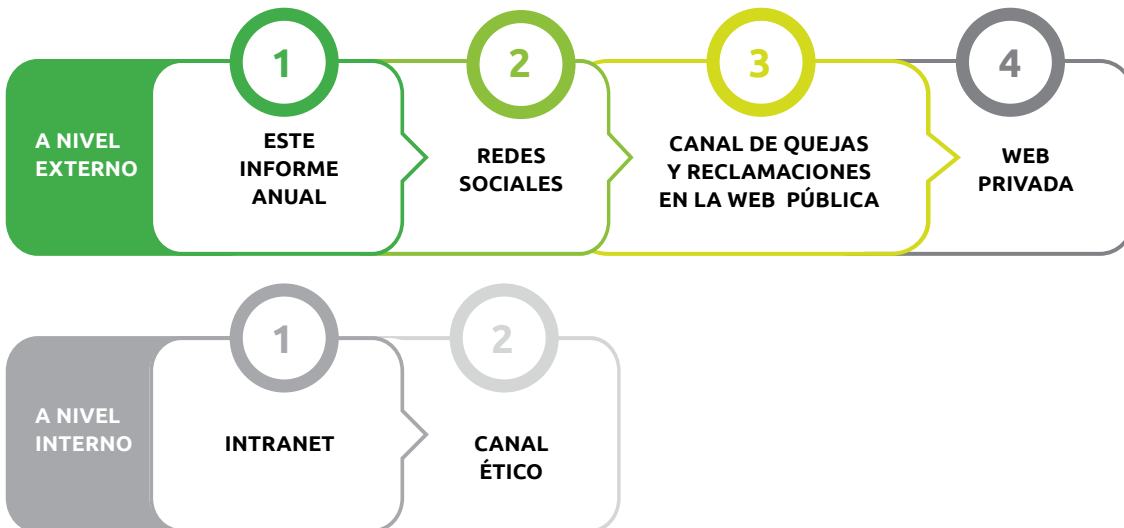 A NIVEL
EXTERNO
1
ESTE
INFORME
ANUAL
2
REDES
SOCIALES
3
CANAL DE QUEJAS
Y RECLAMACIONES
EN LA WEB PÚBLICA
4
WEB
PRIVADA
A NIVEL
INTERNO
1
INTRANET
2
CANAL
ÉTICO